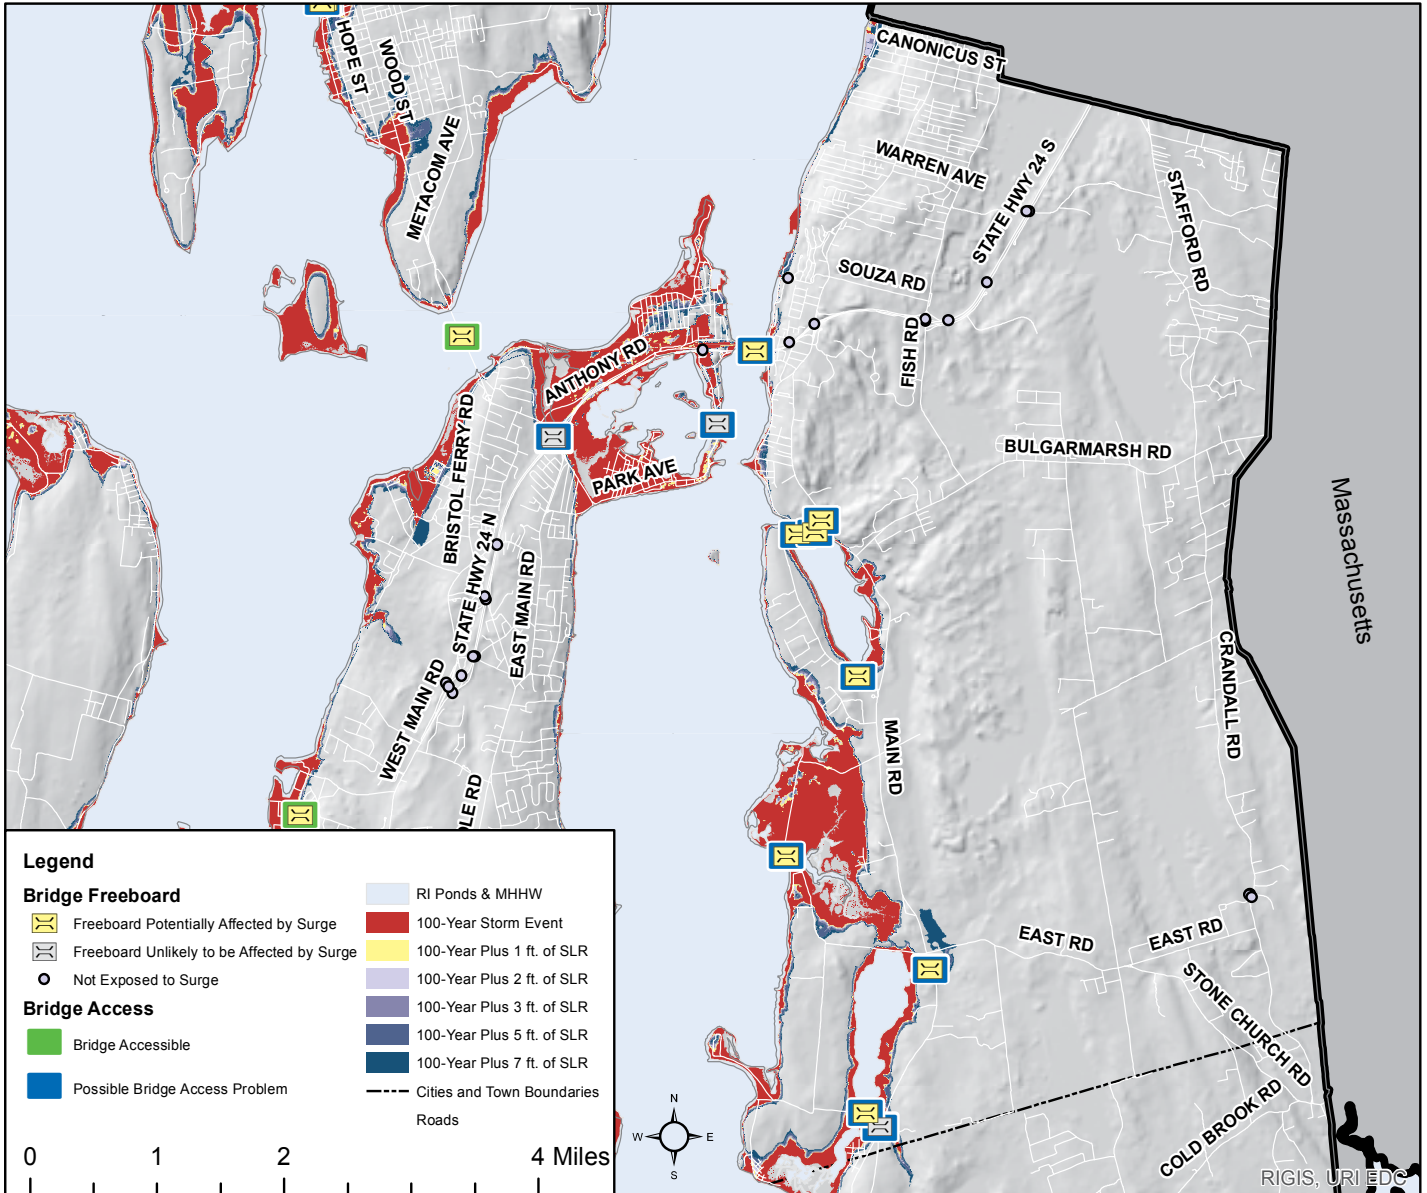 CANONICUS ST
HOPE ST
WOOD ST
METACOM AVE
WARREN AVE
STATE HWY 24 S
STAFFORD RD
SOUZA RD
ANTHONY RD
FISH RD
BRISTOL FERRY RD
PARK AVE
BULGARMARSH RD
Massachusetts
STATE HWY 24 N
EAST MAIN RD
WEST MAIN RD
MAIN RD
CRANDALL RD
DLE RD
EAST RD
EAST RD
STONE CHURCH RD
COLD BROOK RD
Legend
Bridge Freeboard
Freeboard Potentially Affected by Surge
Freeboard Unlikely to be Affected by Surge
Not Exposed to Surge
Bridge Access
Bridge Accessible
Possible Bridge Access Problem
RI Ponds & MHHW
100-Year Storm Event
100-Year Plus 1 ft. of SLR
100-Year Plus 2 ft. of SLR
100-Year Plus 3 ft. of SLR
100-Year Plus 5 ft. of SLR
100-Year Plus 7 ft. of SLR
Cities and Town Boundaries
Roads
0 1 2 4 Miles
N
W E
S
RIGIS, URI EDC